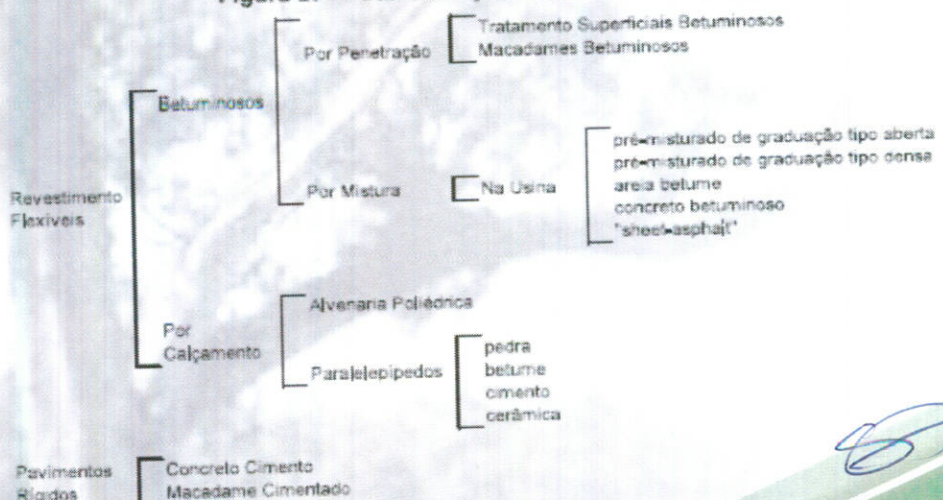 Por Penetração
Tratamento Superficiais Betuminosos
Macadames Betuminosos
Betuminosos
Por Mistura
Na Usina
pré-misturado de graduação tipo aberta
pré-misturado de graduação tipo densa
areia betume
concreto betuminoso
"sheet-asphalt"
Revestimento
Flexíveis
Por
Calçamento
Alvenaria Poliédrica
Paralelepípedos
pedra
betume
cimento
cerâmica
Pavimentos
Rígidos
Concreto Cimento
Macadame Cimentado